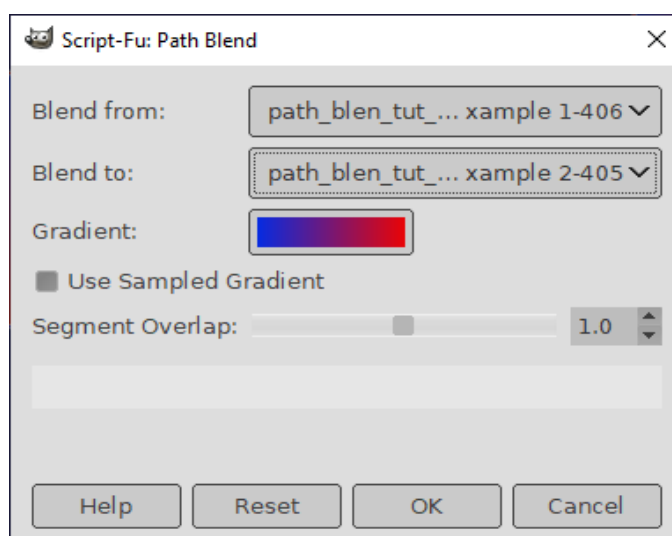 Script-Fu: Path Blend
Blend from: path_blen_tut_... xample 1-406
Blend to: path_blen_tut_... xample 2-405
Gradient:
Use Sampled Gradient
Segment Overlap: 1.0
Help Reset OK Cancel